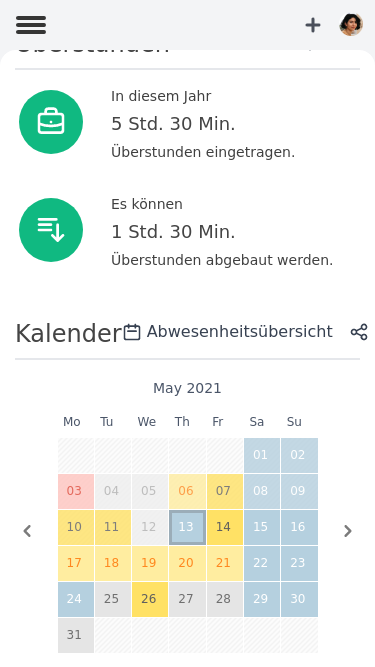 Überstunden
In diesem Jahr
5 Std. 30 Min.
Überstunden eingetragen.
Es können
1 Std. 30 Min.
Überstunden abgebaut werden.
Kalender Abwesenheitsübersicht
May 2021
Mo Tu We Th Fr Sa Su
01 02
03 04 05 06 07 08 09
10 11 12 13 14 15 16
17 18 19 20 21 22 23
24 25 26 27 28 29 30
31